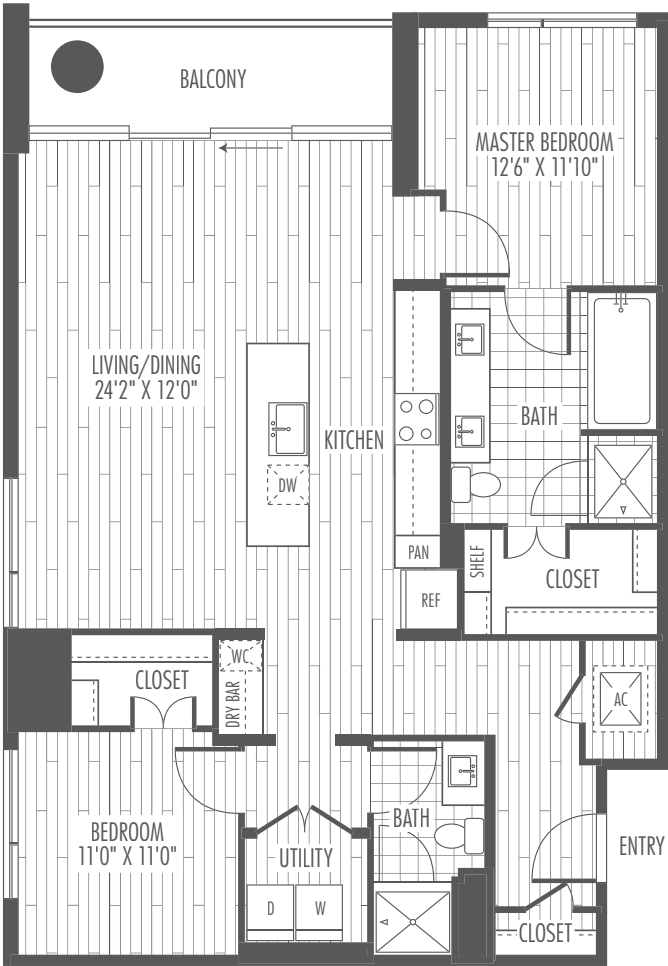 BALCONY
MASTER BEDROOM
12'6" X 11'10"
LIVING/DINING
24'2" X 12'0"
KITCHEN
BATH
DW
PAN
SHELF
CLOSET
REF
WC
CLOSET
DRY BAR
AC
BATH
BEDROOM
11'0" X 11'0"
ENTRY
UTILITY
D
W
CLOSET